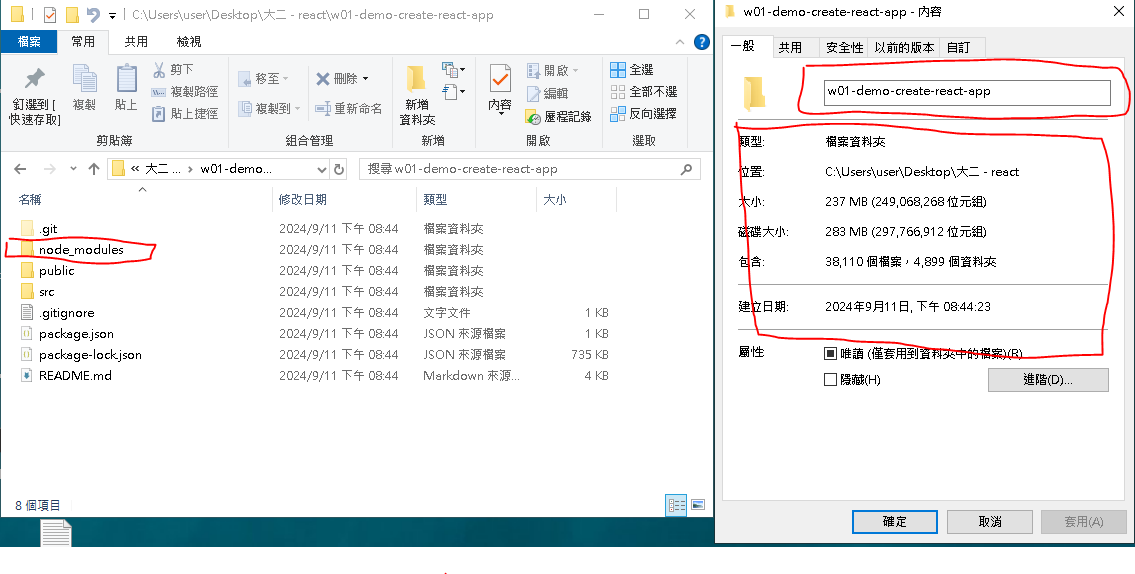 C:\Users\user\Desktop\大二 - react\w01-demo-create-react-app
檔案 常用 共用 檢視
釘選到 [
快速存取]
複製
貼上
剪下
複製路徑
貼上捷徑
剪貼簿
移至
複製到
刪除
重新命名
組合管理
新增
資料夾
新增
內容
開啟
編輯
歷程記錄
開啟
全選
全部不選
反向選擇
選取
« 大二 ... › w01-demo...
搜尋 w01-demo-create-react-app
名稱 修改日期 類型 大小
.git 2024/9/11 下午 08:44 檔案資料夾
node_modules 2024/9/11 下午 08:44 檔案資料夾
public 2024/9/11 下午 08:44 檔案資料夾
src 2024/9/11 下午 08:44 檔案資料夾
.gitignore 2024/9/11 下午 08:44 文字文件 1 KB
package.json 2024/9/11 下午 08:44 JSON 來源檔案 1 KB
package-lock.json 2024/9/11 下午 08:44 JSON 來源檔案 735 KB
README.md 2024/9/11 下午 08:44 Markdown 來源... 4 KB
8 個項目
w01-demo-create-react-app - 內容
一般 共用 安全性 以前的版本 自訂
w01-demo-create-react-app
類型: 檔案資料夾
位置: C:\Users\user\Desktop\大二 - react
大小: 237 MB (249,068,268 位元組)
磁碟大小: 283 MB (297,766,912 位元組)
包含: 38,110 個檔案，4,899 個資料夾
建立日期: 2024年9月11日, 下午 08:44:23
屬性 唯讀 (僅套用到資料夾中的檔案)(R)
隱藏(H) 進階(D)...
確定 取消 套用(A)